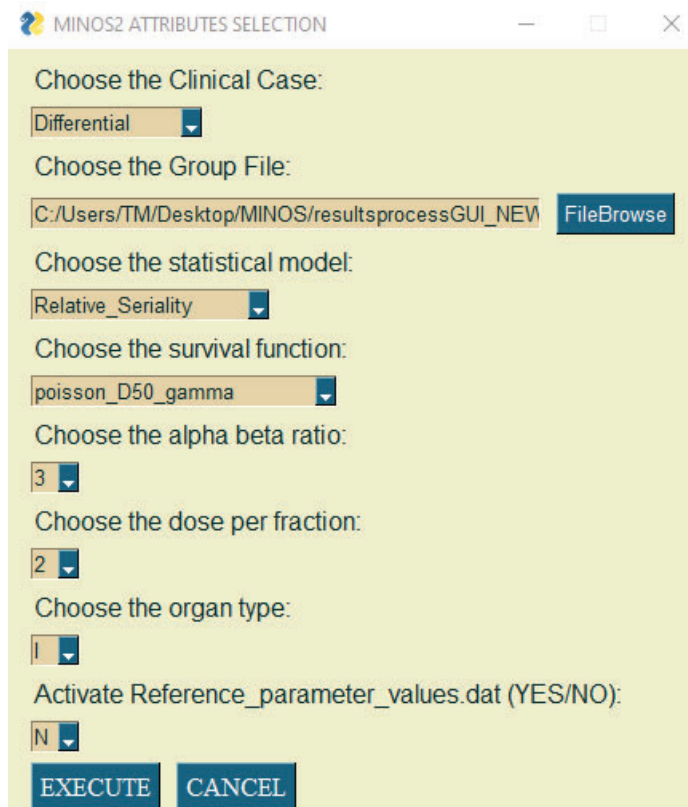 MINOS2 ATTRIBUTES SELECTION
Choose the Clinical Case:
Differential
Choose the Group File:
C:/Users/TM/Desktop/MINOS/resultsprocessGUI_NEW FileBrowse
Choose the statistical model:
Relative_Seriality
Choose the survival function:
poisson_D50_gamma
Choose the alpha beta ratio:
3
Choose the dose per fraction:
2
Choose the organ type:
I
Activate Reference_parameter_values.dat (YES/NO):
N
EXECUTE CANCEL